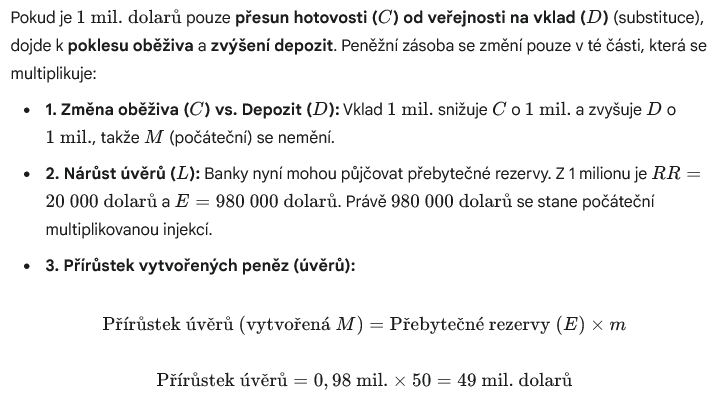 Pokud je 1 mil. dolarů pouze přesun hotovosti (C) od veřejnosti na vklad (D) (substituce),
dojde k poklesu oběživa a zvýšení depozit. Peněžní zásoba se změní pouze v té části, která se
multiplikuje:
• 1. Změna oběživa (C) vs. Depozit (D): Vklad 1 mil. snižuje C o 1 mil. a zvyšuje D o
1 mil., takže M (počáteční) se nemění.
• 2. Nárůst úvěrů (L): Banky nyní mohou půjčovat přebytečné rezervy. Z 1 milionu je RR =
20 000 dolarů a E = 980 000 dolarů. Právě 980 000 dolarů se stane počáteční
multiplikovanou injekcí.
• 3. Přírůstek vytvořených peněz (úvěrů):
Přírůstek úvěrů (vytvořená M) = Přebytečné rezervy (E) × m
Přírůstek úvěrů = 0, 98 mil. × 50 = 49 mil. dolarů